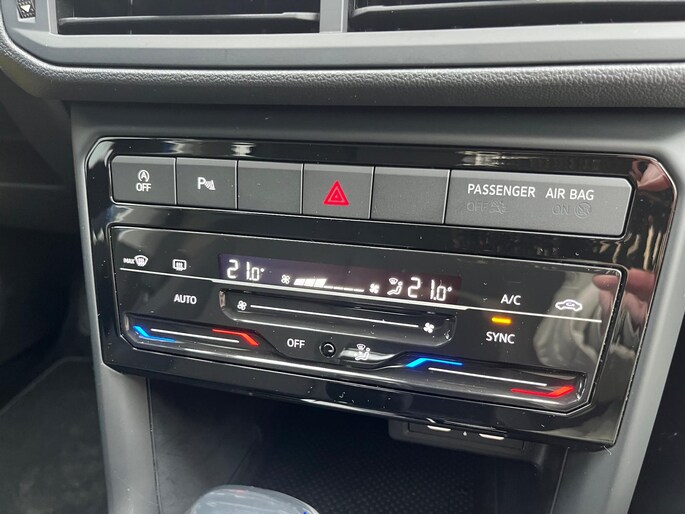 A
OFF
P
PASSENGER AIR BAG
OFF ON
MAX
21.0° 21.0°
AUTO
A/C
OFF
SYNC